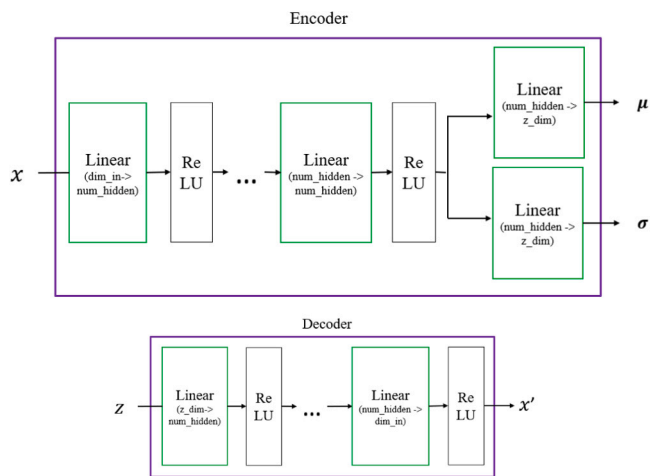 Encoder
x
Linear
(dim_in->
num_hidden)
Re
LU
...
Linear
(num_hidden ->
num_hidden)
Re
LU
Linear
(num_hidden ->
z_dim)
μ
Linear
(num_hidden ->
z_dim)
σ
Decoder
z
Linear
(z_dim->
num_hidden)
Re
LU
...
Linear
(num_hidden ->
dim_in)
Re
LU
x'